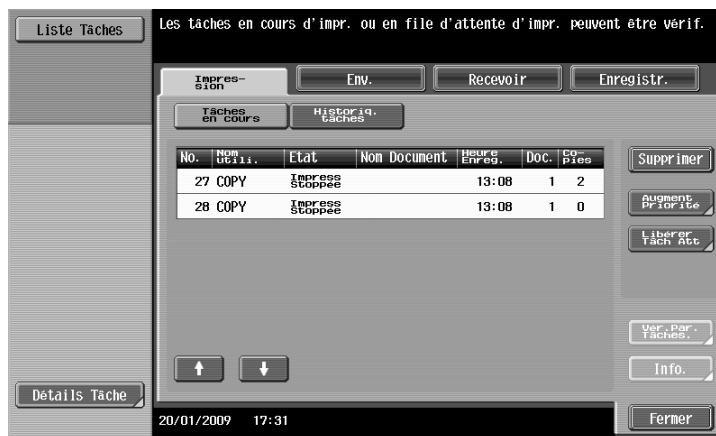 Liste Tâches
Les tâches en cours d'impr. ou en file d'attente d'impr. peuvent être vérif.
Impres-
sion
Env.
Recevoir
Enregistr.
Tâches
en cours
Historiq.
tâches
No. Nom utili. Etat Nom Document Heure Enreg. Doc. Co-pies
27 COPY Impress Stoppée 13:08 1 2
28 COPY Impress Stoppée 13:08 1 0
Supprimer
Augment
Priorité
Libérer
Tâch Att
Ver.Par.
Tâches.
Info.
Détails Tâche
20/01/2009 17:31
Fermer